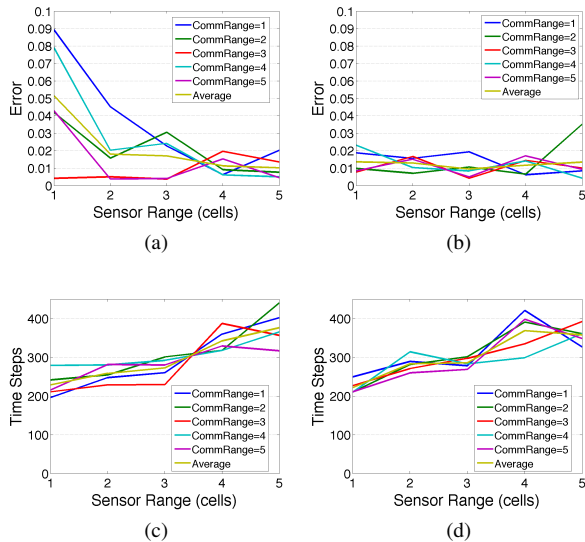 0.1
0.09
0.08
0.07
0.06
0.05
0.04
0.03
0.02
0.01
0
Error
CommRange=1
CommRange=2
CommRange=3
CommRange=4
CommRange=5
Average
1 2 3 4 5
Sensor Range (cells)
(a)
0.1
0.09
0.08
0.07
0.06
0.05
0.04
0.03
0.02
0.01
0
Error
CommRange=1
CommRange=2
CommRange=3
CommRange=4
CommRange=5
Average
1 2 3 4 5
Sensor Range (cells)
(b)
400
300
200
100
0
Time Steps
CommRange=1
CommRange=2
CommRange=3
CommRange=4
CommRange=5
Average
1 2 3 4 5
Sensor Range (cells)
(c)
400
300
200
100
0
Time Steps
CommRange=1
CommRange=2
CommRange=3
CommRange=4
CommRange=5
Average
1 2 3 4 5
Sensor Range (cells)
(d)